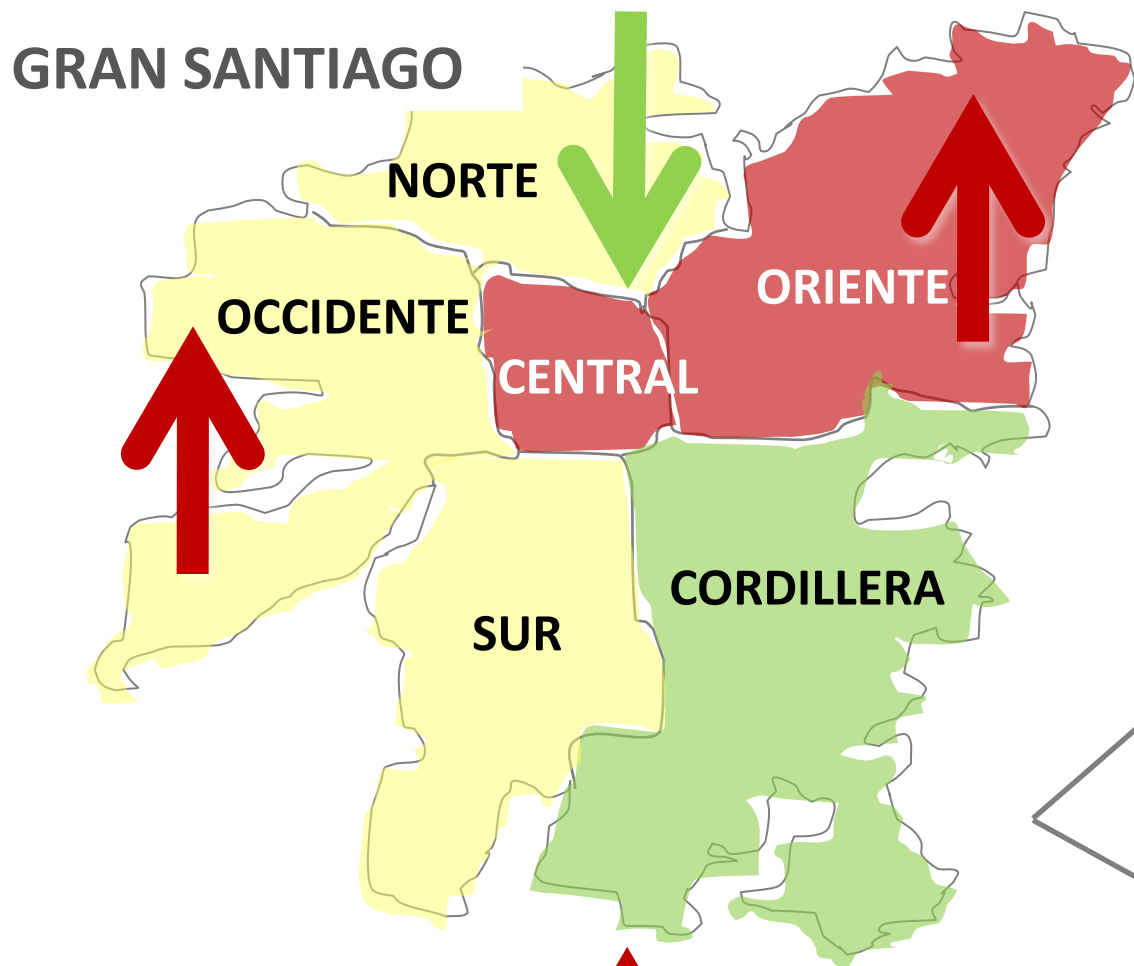 GRAN SANTIAGO
NORTE
ORIENTE
OCCIDENTE
CENTRAL
CORDILLERA
SUR